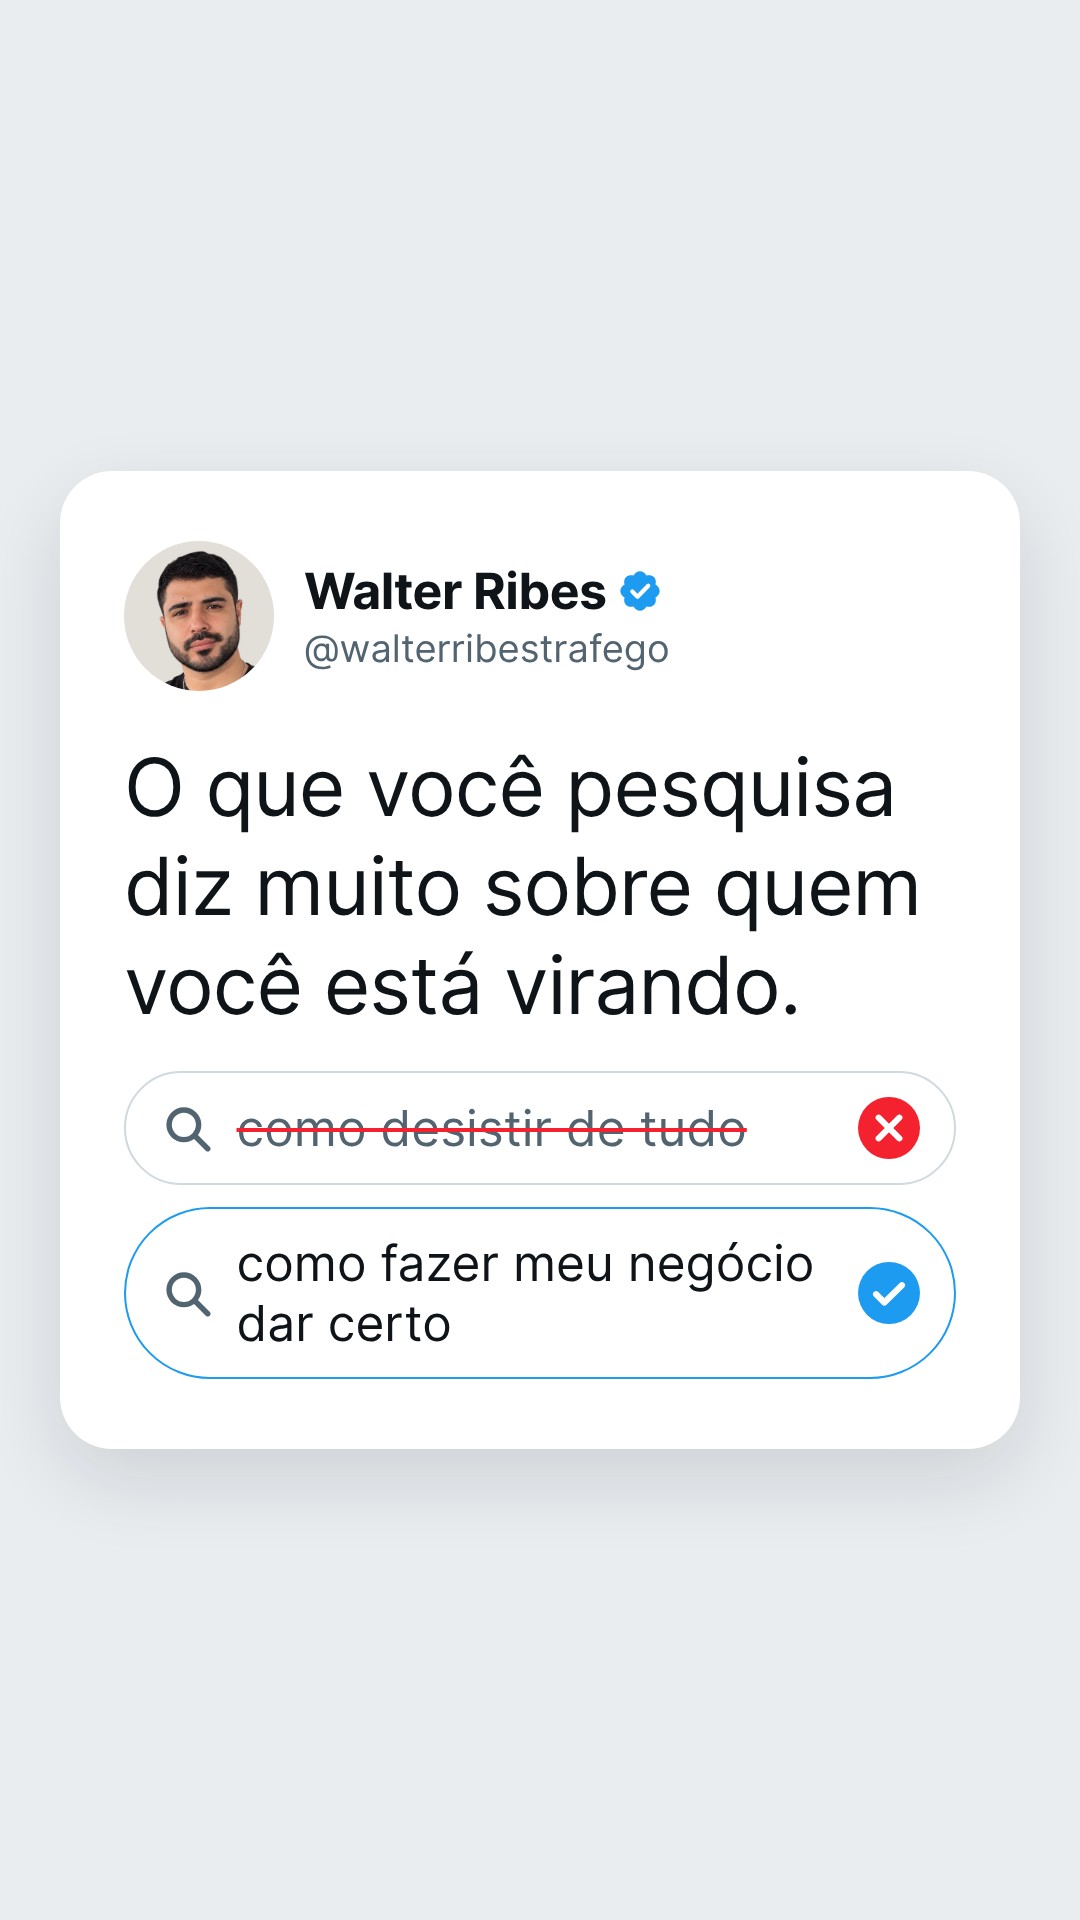 Walter Ribes
@walterribestrafego
O que você pesquisa
diz muito sobre quem
você está virando.
como desistir de tudo
como fazer meu negócio
dar certo